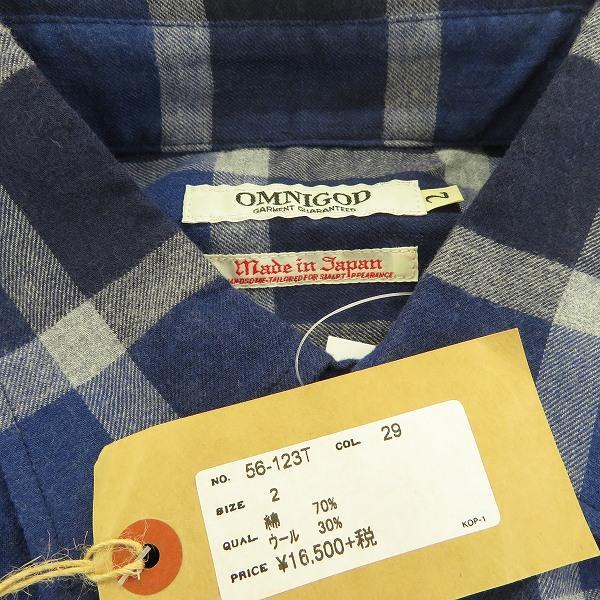 OMNIGOD
GARMENT GUARANTEED
2
Made in Japan
HANDSOME-TAILORED FOR SMART APPEARANCE
NO. 56-123T COL 29
SIZE 2
QUAL 綿 70%
ウール 30%
PRICE ¥16,500+税
KOP-1